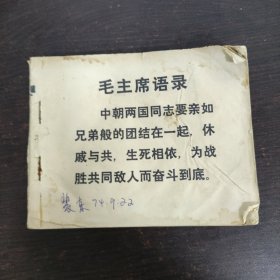 毛主席语录
中朝两国同志要亲如
兄弟般的团结在一起，休
戚与共，生死相依，为战
胜共同敌人而奋斗到底。
74.9.22